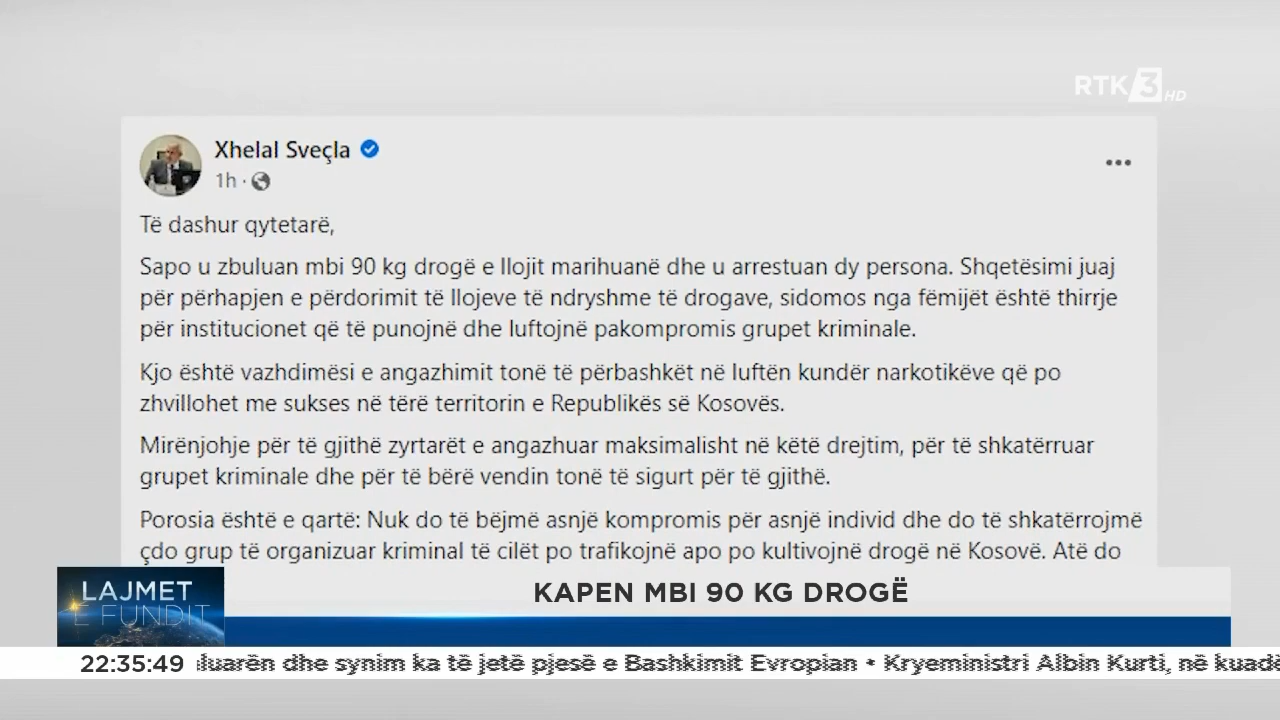 RTK 3 HD
Xhelal Sveçla
1h ·
Të dashur qytetarë,
Sapo u zbuluan mbi 90 kg drogë e llojit marihuanë dhe u arrestuan dy persona. Shqetësimi juaj
për përhapjen e përdorimit të llojeve të ndryshme të drogave, sidomos nga fëmijët është thirrje
për institucionet që të punojnë dhe luftojnë pakompromis grupet kriminale.
Kjo është vazhdimësi e angazhimit tonë të përbashkët në luftën kundër narkotikëve që po
zhvillohet me sukses në tërë territorin e Republikës së Kosovës.
Mirënjohje për të gjithë zyrtarët e angazhuar maksimalisht në këtë drejtim, për të shkatërruar
grupet kriminale dhe për të bërë vendin tonë të sigurt për të gjithë.
Porosia është e qartë: Nuk do të bëjmë asnjë kompromis për asnjë individ dhe do të shkatërrojmë
çdo grup të organizuar kriminal të cilët po trafikojnë apo po kultivojnë drogë në Kosovë. Atë do
LAJMET
E FUNDIT
KAPEN MBI 90 KG DROGË
22:35:49 luarën dhe synim ka të jetë pjesë e Bashkimit Evropian • Kryeministri Albin Kurti, në kuadë